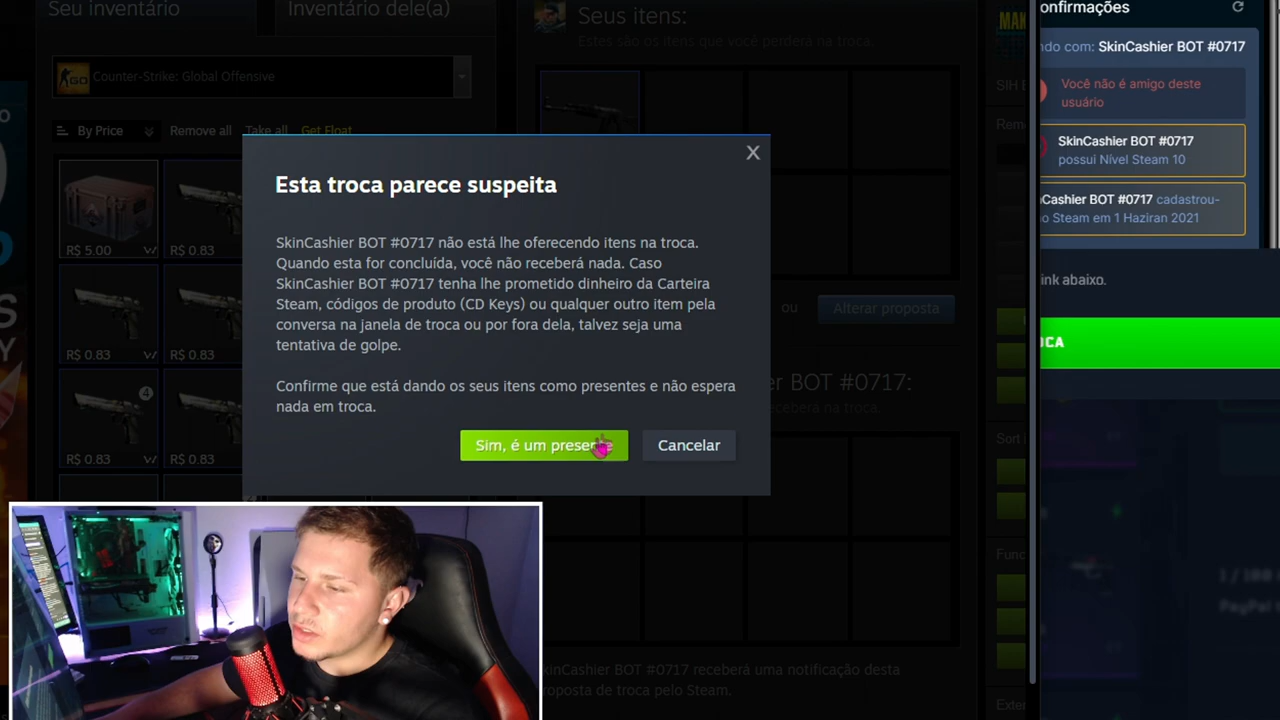 Seu inventário
Inventário dele(a)
Counter-Strike: Global Offensive
By Price
Remove all
Take all
Get Float
R$ 5.00
R$ 0.83
R$ 0.83
R$ 0.83
4
R$ 0.83
R$ 0.83
Seus itens:
Estes são os itens que você perderá na troca.
Esta troca parece suspeita
X
SkinCashier BOT #0717 não está lhe oferecendo itens na troca.
Quando esta for concluída, você não receberá nada. Caso
SkinCashier BOT #0717 tenha lhe prometido dinheiro da Carteira
Steam, códigos de produto (CD Keys) ou qualquer outro item pela
conversa na janela de troca ou por fora dela, talvez seja uma
tentativa de golpe.
Confirme que está dando os seus itens como presentes e não espera
nada em troca.
Sim, é um
Cancelar
ou
Alterar proposta
BOT #0717:
receberá na troca.
BOT #0717 receberá uma notificação desta
proposta de troca pelo Steam.
SIH
com: SkinCashier BOT #0717
Você não é amigo deste
usuário
SkinCashier BOT #0717
possui Nível Steam 10
BOT #0717 cadastrou-
Steam em 1 Haziran 2021
abaixo.
PayPal